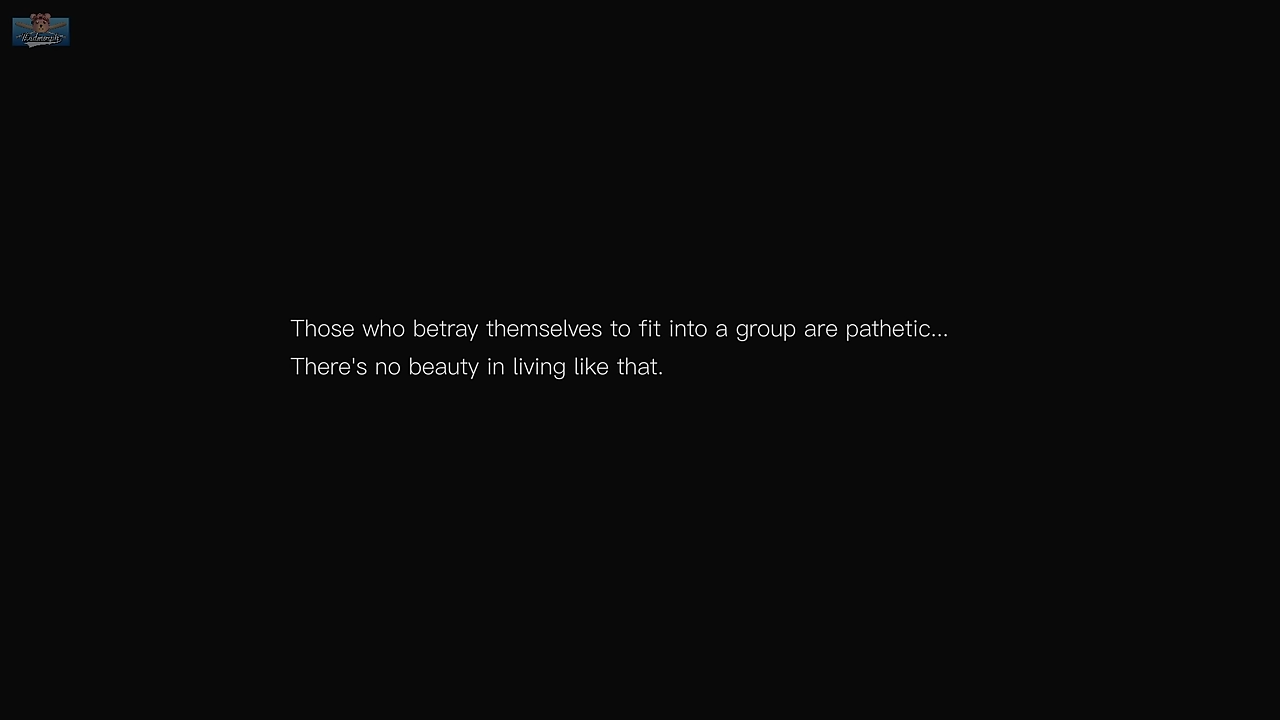 Those who betray themselves to fit into a group are pathetic...
There's no beauty in living like that.